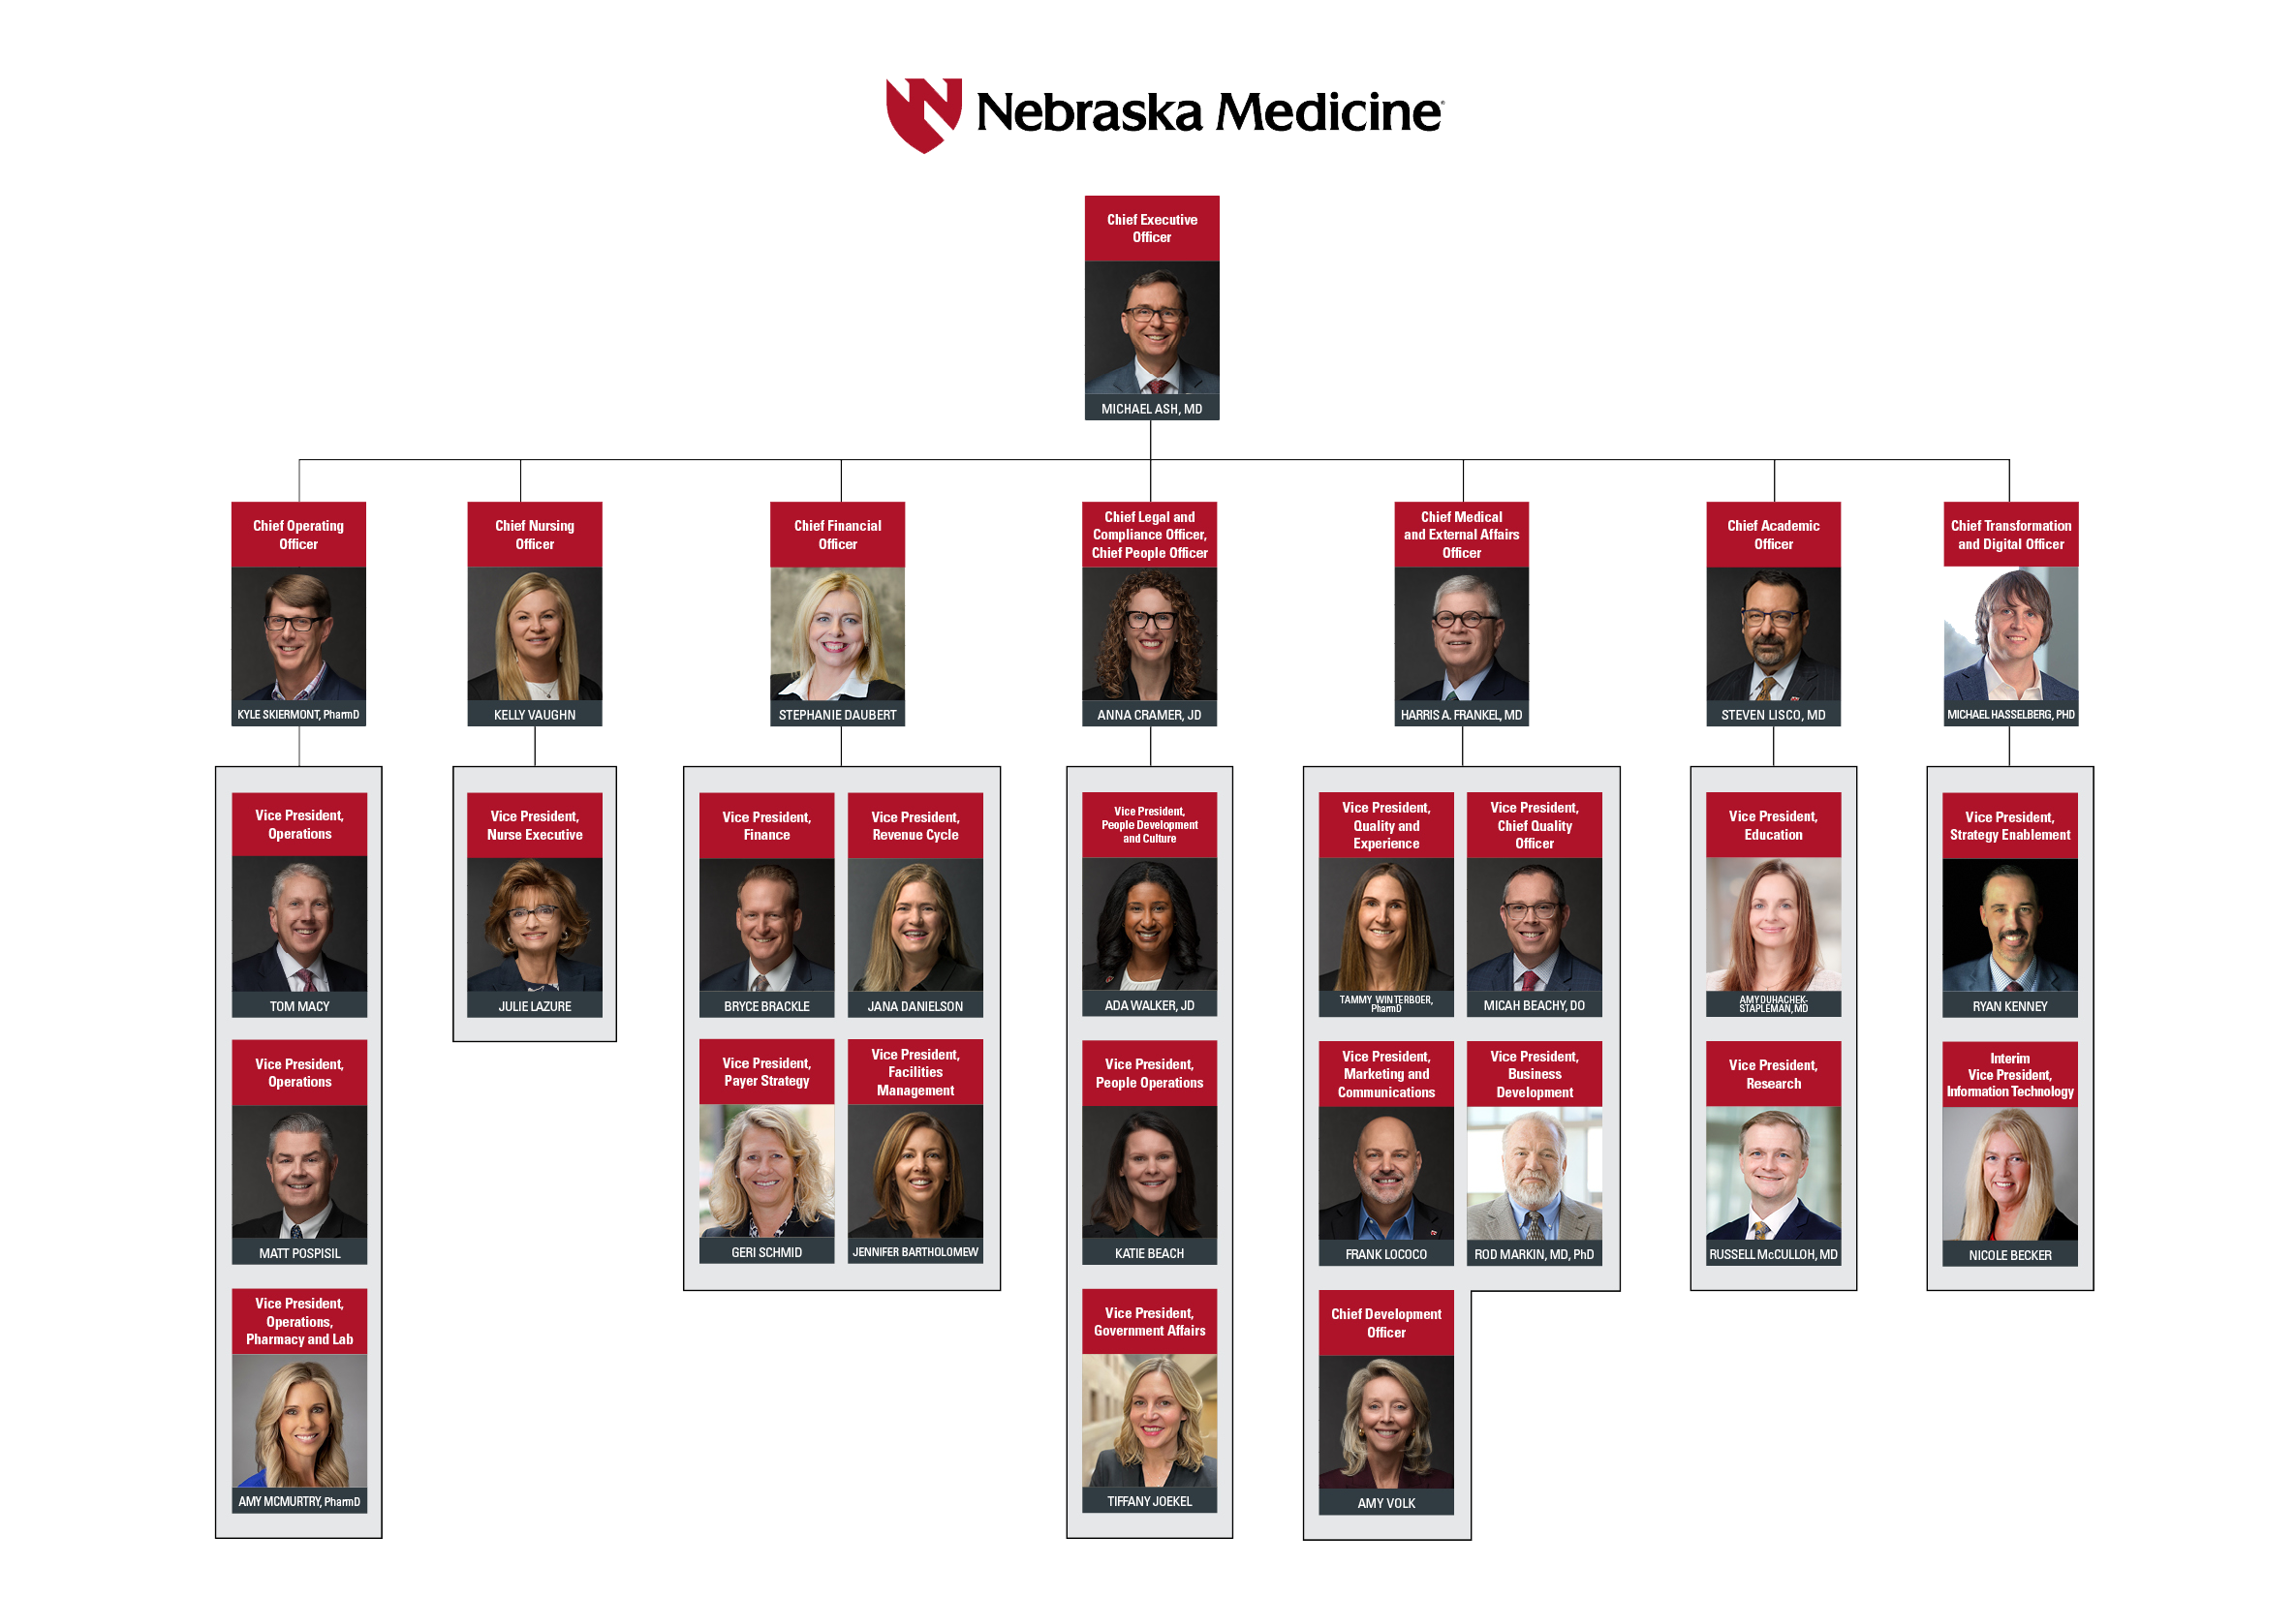 Nebraska Medicine®
Chief Executive
Officer
MICHAEL ASH, MD
Chief Operating
Officer
KYLE SKIERMONT, PharmD
Chief Nursing
Officer
KELLY VAUGHN
Chief Financial
Officer
STEPHANIE DAUBERT
Chief Legal and
Compliance Officer,
Chief People Officer
ANNA CRAMER, JD
Chief Medical
and External Affairs
Officer
HARRIS A. FRANKEL, MD
Chief Academic
Officer
STEVEN LISCO, MD
Chief Transformation
and Digital Officer
MICHAEL HASSELBERG, PHD
Vice President,
Operations
TOM MACY
Vice President,
Operations
MATT POSPISIL
Vice President,
Operations,
Pharmacy and Lab
AMY MCMURTRY, PharmD
Vice President,
Nurse Executive
JULIE LAZURE
Vice President,
Finance
BRYCE BRACKLE
Vice President,
Revenue Cycle
JANA DANIELSON
Vice President,
Payer Strategy
GERI SCHMID
Vice President,
Facilities
Management
JENNIFER BARTHOLOMEW
Vice President,
People Development
and Culture
ADA WALKER, JD
Vice President,
People Operations
KATIE BEACH
Vice President,
Government Affairs
TIFFANY JOEKEL
Vice President,
Quality and
Experience
TAMMY WINTERBOER,
PharmD
Vice President,
Chief Quality
Officer
MICAH BEACHY, DO
Vice President,
Marketing and
Communications
FRANK LOCOCO
Vice President,
Business
Development
ROD MARKIN, MD, PhD
Chief Development
Officer
AMY VOLK
Vice President,
Education
AMY DUHACHEK-
STAPLEMAN, MD
Vice President,
Research
RUSSELL McCULLOH, MD
Vice President,
Strategy Enablement
RYAN KENNEY
Interim
Vice President,
Information Technology
NICOLE BECKER